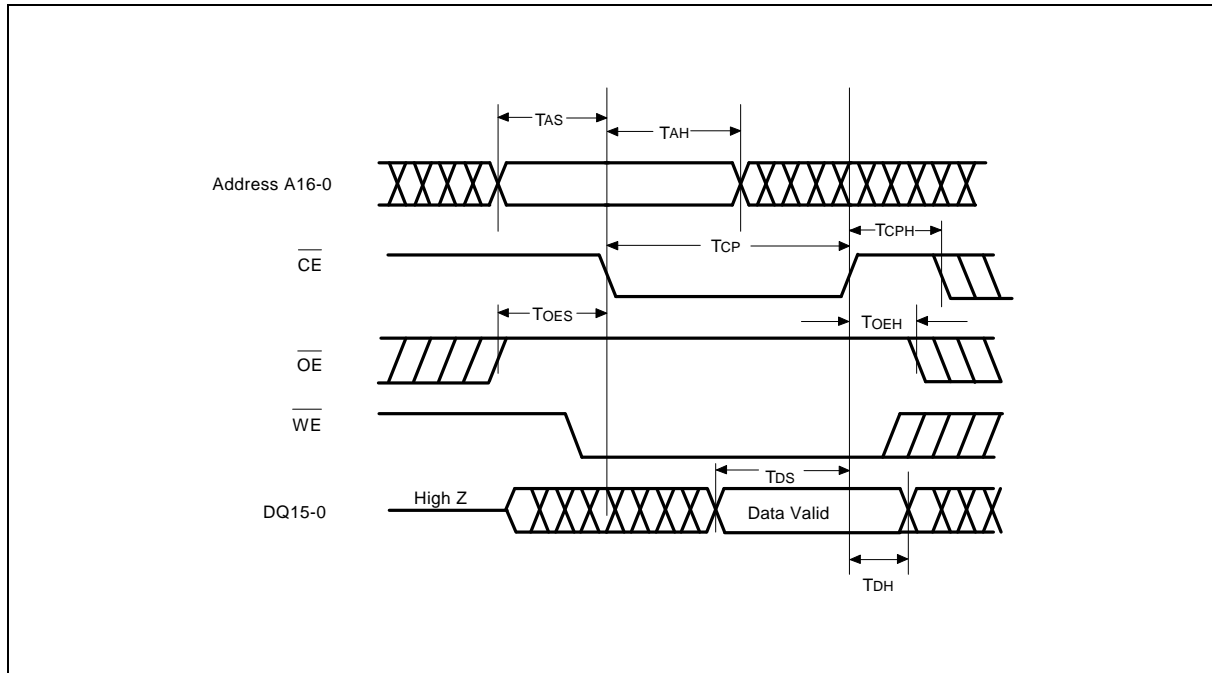 TAS
TAH
Address A16-0
TCPH
TCP
CE
TOES
TOEH
OE
WE
TDS
High Z
DQ15-0
Data Valid
TDH